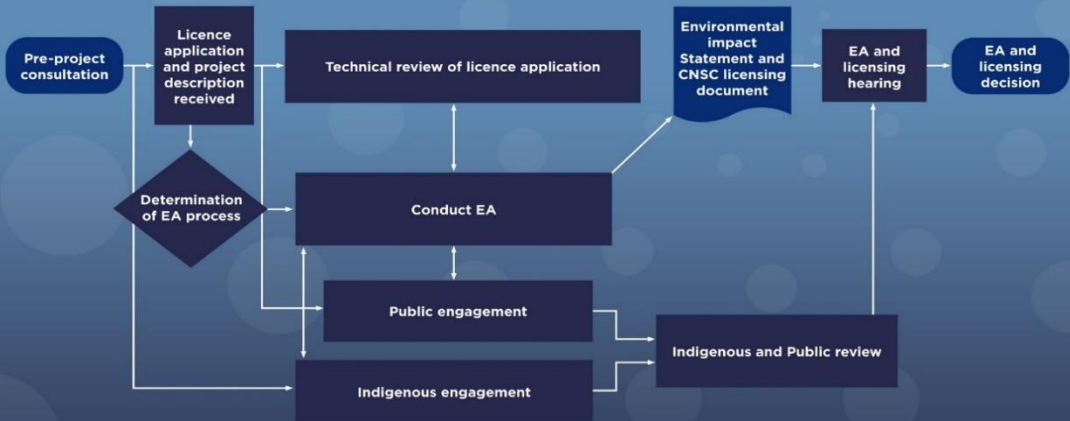 Pre-project
consultation
Licence
application
and project
description
received
Technical review of licence application
Environmental
impact
Statement and
CNSC licensing
document
EA and
licensing
hearing
EA and
licensing
decision
Determination
of EA process
Conduct EA
Public engagement
Indigenous and Public review
Indigenous engagement